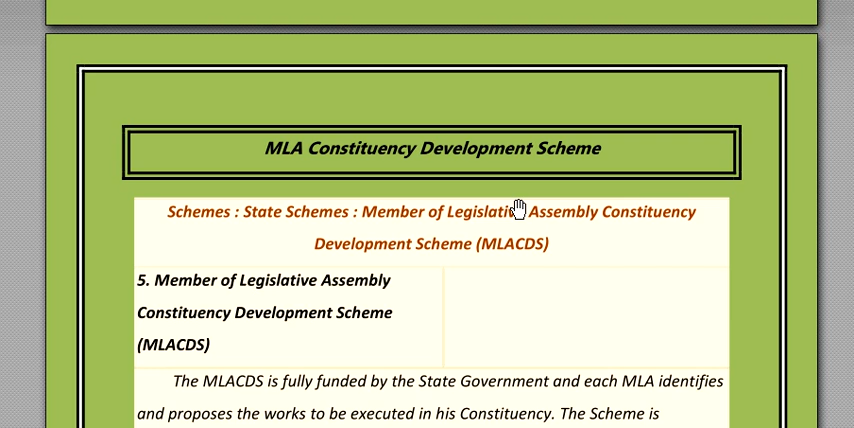 MLA Constituency Development Scheme
Schemes : State Schemes : Member of Legislative Assembly Constituency
Development Scheme (MLACDS)
5. Member of Legislative Assembly
Constituency Development Scheme
(MLACDS)
The MLACDS is fully funded by the State Government and each MLA identifies
and proposes the works to be executed in his Constituency. The Scheme is